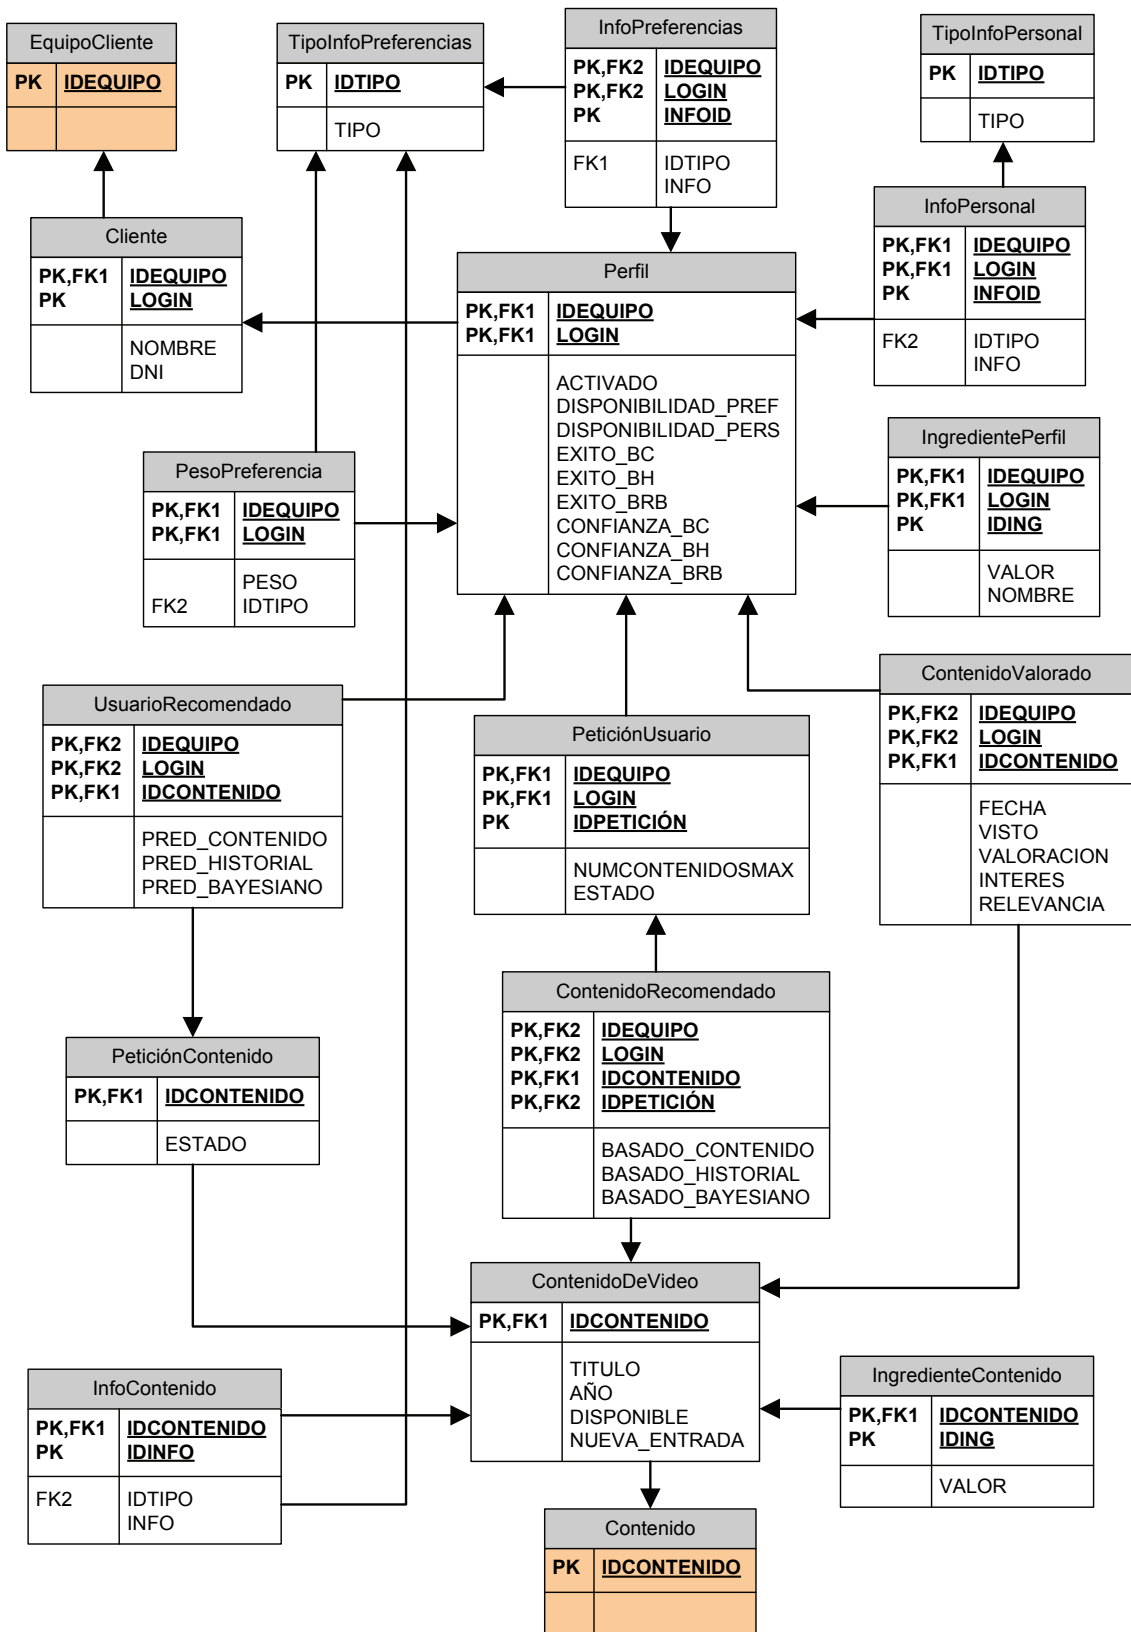 EquipoCliente
PK IDEQUIPO
TipoInfoPreferencias
PK IDTIPO
TIPO
InfoPreferencias
PK,FK2 IDEQUIPO
PK,FK2 LOGIN
PK INFOID
FK1 IDTIPO
INFO
TipoInfoPersonal
PK IDTIPO
TIPO
Cliente
PK,FK1 IDEQUIPO
PK LOGIN
NOMBRE
DNI
Perfil
PK,FK1 IDEQUIPO
PK,FK1 LOGIN
ACTIVADO
DISPONIBILIDAD_PREF
DISPONIBILIDAD_PERS
EXITO_BC
EXITO_BH
EXITO_BRB
CONFIANZA_BC
CONFIANZA_BH
CONFIANZA_BRB
InfoPersonal
PK,FK1 IDEQUIPO
PK,FK1 LOGIN
PK INFOID
FK2 IDTIPO
INFO
PesoPreferencia
PK,FK1 IDEQUIPO
PK,FK1 LOGIN
PESO
FK2 IDTIPO
IngredientePerfil
PK,FK1 IDEQUIPO
PK,FK1 LOGIN
PK IDING
VALOR
NOMBRE
UsuarioRecomendado
PK,FK2 IDEQUIPO
PK,FK2 LOGIN
PK,FK1 IDCONTENIDO
PRED_CONTENIDO
PRED_HISTORIAL
PRED_BAYESIANO
PeticiónUsuario
PK,FK1 IDEQUIPO
PK,FK1 LOGIN
PK IDPETICIÓN
NUMCONTENIDOSMAX
ESTADO
ContenidoValorado
PK,FK2 IDEQUIPO
PK,FK2 LOGIN
PK,FK1 IDCONTENIDO
FECHA
VISTO
VALORACION
INTERES
RELEVANCIA
PeticiónContenido
PK,FK1 IDCONTENIDO
ESTADO
ContenidoRecomendado
PK,FK2 IDEQUIPO
PK,FK2 LOGIN
PK,FK1 IDCONTENIDO
PK,FK2 IDPETICIÓN
BASADO_CONTENIDO
BASADO_HISTORIAL
BASADO_BAYESIANO
ContenidoDeVideo
PK,FK1 IDCONTENIDO
TITULO
AÑO
DISPONIBLE
NUEVA_ENTRADA
InfoContenido
PK,FK1 IDCONTENIDO
PK IDINFO
FK2 IDTIPO
INFO
IngredienteContenido
PK,FK1 IDCONTENIDO
PK IDING
VALOR
Contenido
PK IDCONTENIDO